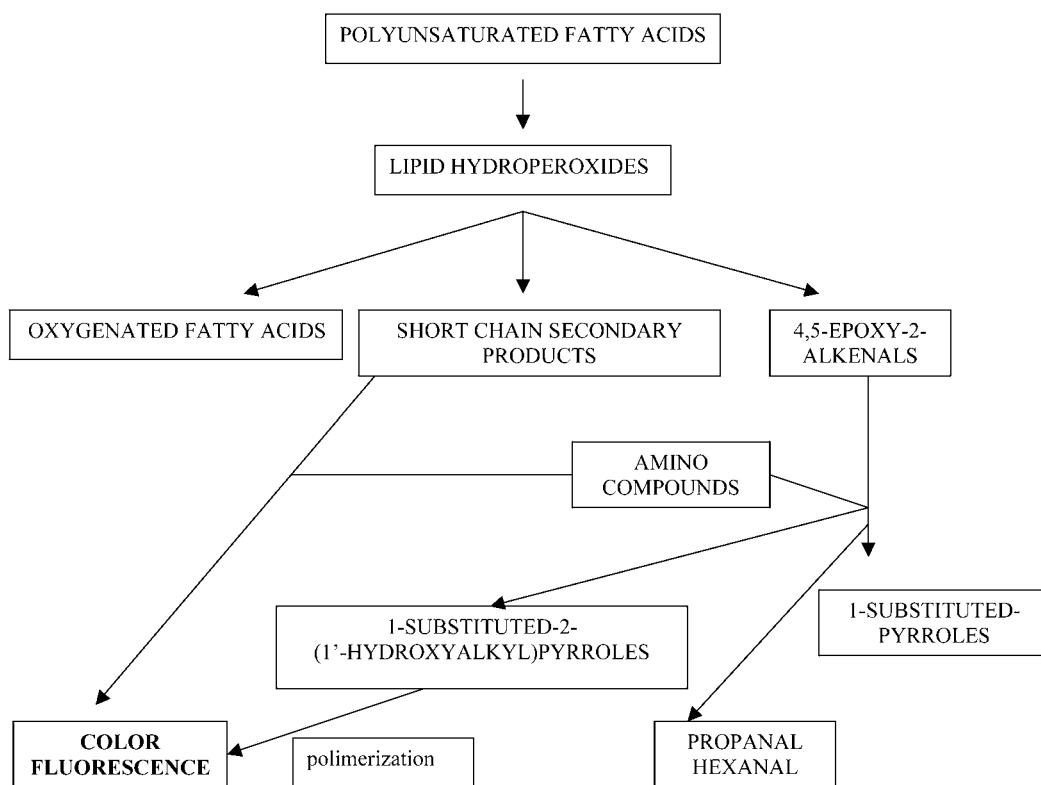 POLYUNSATURATED FATTY ACIDS
LIPID HYDROPEROXIDES
OXYGENATED FATTY ACIDS
SHORT CHAIN SECONDARY
PRODUCTS
4,5-EPOXY-2-
ALKENALS
AMINO
COMPOUNDS
1-SUBSTITUTED-2-
(1’-HYDROXYALKYL)PYRROLES
1-SUBSTITUTED-
PYRROLES
COLOR
FLUORESCENCE
polimerization
PROPANAL
HEXANAL